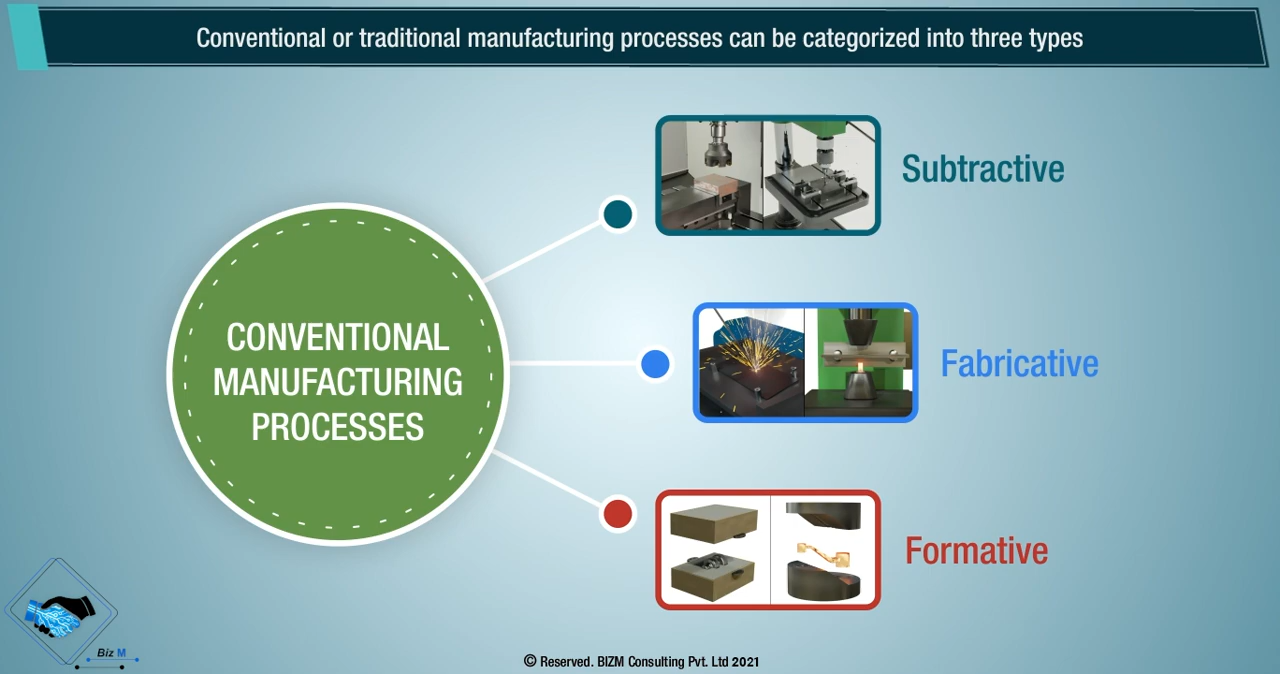 Conventional or traditional manufacturing processes can be categorized into three types
Subtractive
CONVENTIONAL
MANUFACTURING
PROCESSES
Fabricative
Formative
Biz M
© Reserved. BIZM Consulting Pvt. Ltd 2021